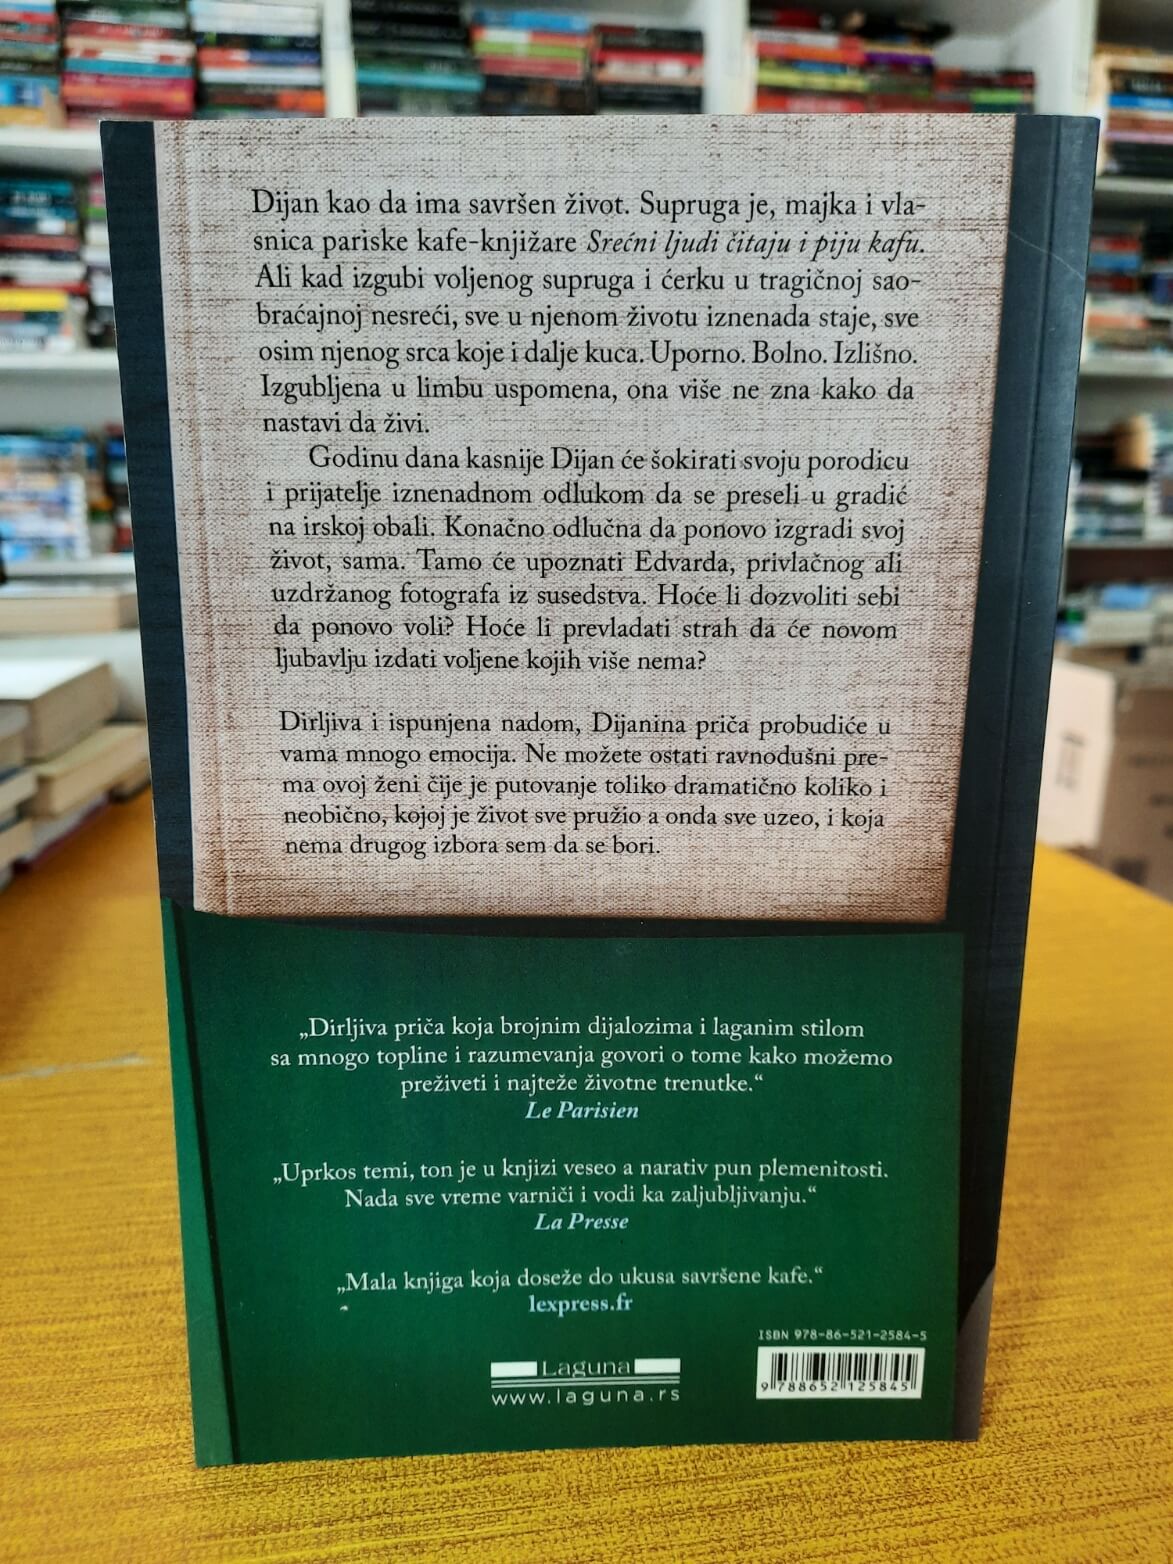 Dijan kao da ima savršen život. Supruga je, majka i vla-
snica pariske kafe-knjižare Srećni ljudi čitaju i piju kafu.
Ali kad izgubi voljenog supruga i ćerku u tragičnoj sao-
braćajnoj nesreći, sve u njenom životu iznenada staje, sve
osim njenog srca koje i dalje kuca. Uporno. Bolno. Izlišno.
Izgubljena u limbu uspomena, ona više ne zna kako da
nastavi da živi.
Godinu dana kasnije Dijan će šokirati svoju porodicu
i prijatelje iznenadnom odlukom da se preseli u gradić
na irskoj obali. Konačno odlučna da ponovo izgradi svoj
život, sama. Tamo će upoznati Edvarda, privlačnog ali
uzdržanog fotografa iz susedstva. Hoće li dozvoliti sebi
da ponovo voli? Hoće li prevladati strah da će novom
ljubavlju izdati voljene kojih više nema?
Dirljiva i ispunjena nadom, Dijanina priča probudiće u
vama mnogo emocija. Ne možete ostati ravnodušni pre-
ma ovoj ženi čije je putovanje toliko dramatično koliko i
neobično, kojoj je život sve pružio a onda sve uzeo, i koja
nema drugog izbora sem da se bori.
„Dirljiva priča koja brojnim dijalozima i laganim stilom
sa mnogo topline i razumevanja govori o tome kako možemo
preživeti i najteže životne trenutke.“
Le Parisien
„Uprkos temi, ton je u knjizi veseo a narativ pun plemenitosti.
Nada sve vreme varniči i vodi ka zaljubljivanju.“
La Presse
„Mala knjiga koja doseže do ukusa savršene kafe.“
lexpress.fr
ISBN 978-86-521-2584-5
9 788652 125845
Laguna
www.laguna.rs